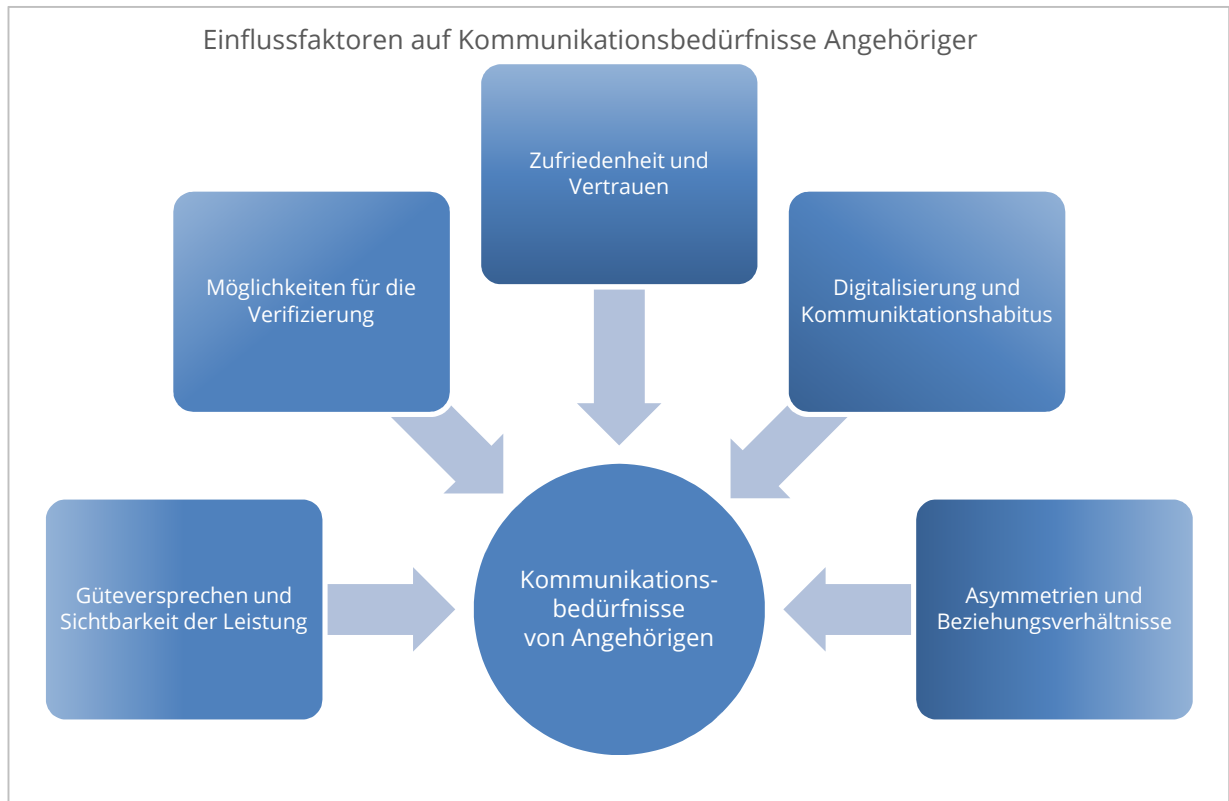 Einflussfaktoren auf Kommunikationsbedürfnisse Angehöriger
Zufriedenheit und
Vertrauen
Möglichkeiten für die
Verifizierung
Digitalisierung und
Kommuniktationshabitus
Güteversprechen und
Sichtbarkeit der Leistung
Kommunikations-
bedürfnisse
von Angehörigen
Asymmetrien und
Beziehungsverhältnisse